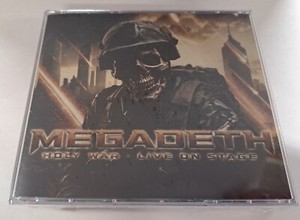 MEGADETH
HOLY WAR - LIVE ON STAGE